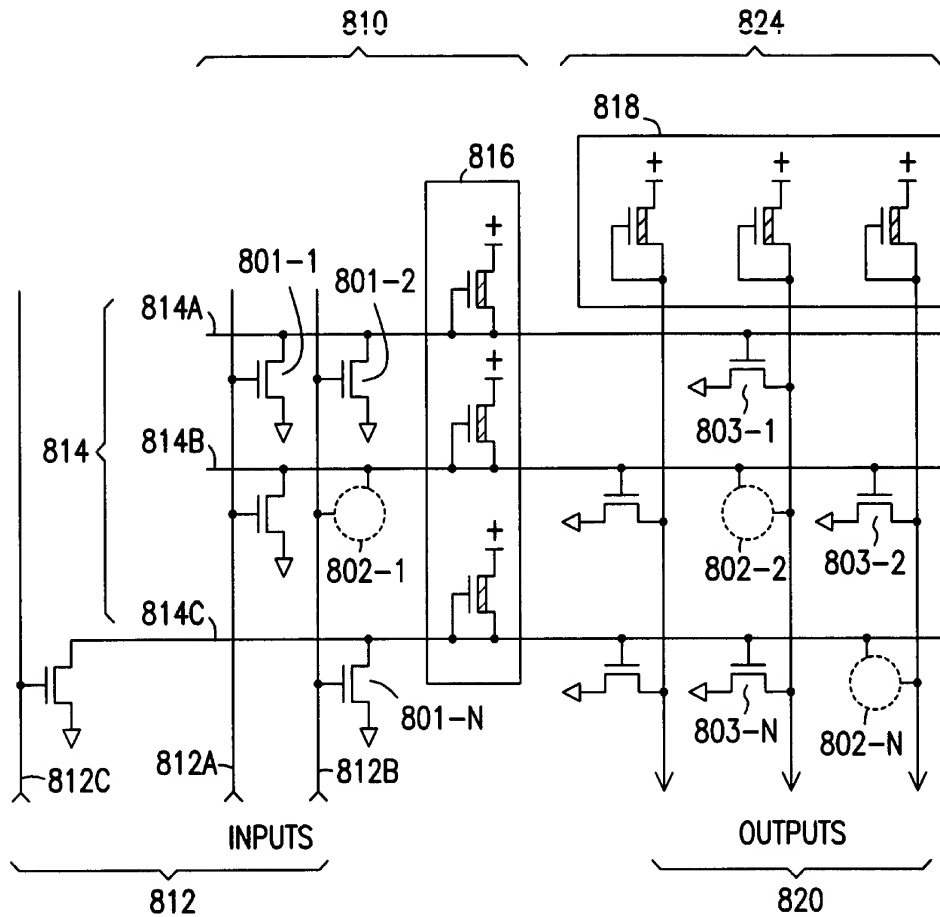 810
824
818
816
+
+
+
+
801-1
801-2
814A
+
803-1
814
814B
802-1
802-2
803-2
+
814C
801-N
803-N
802-N
812C
812A
812B
INPUTS
OUTPUTS
812
820